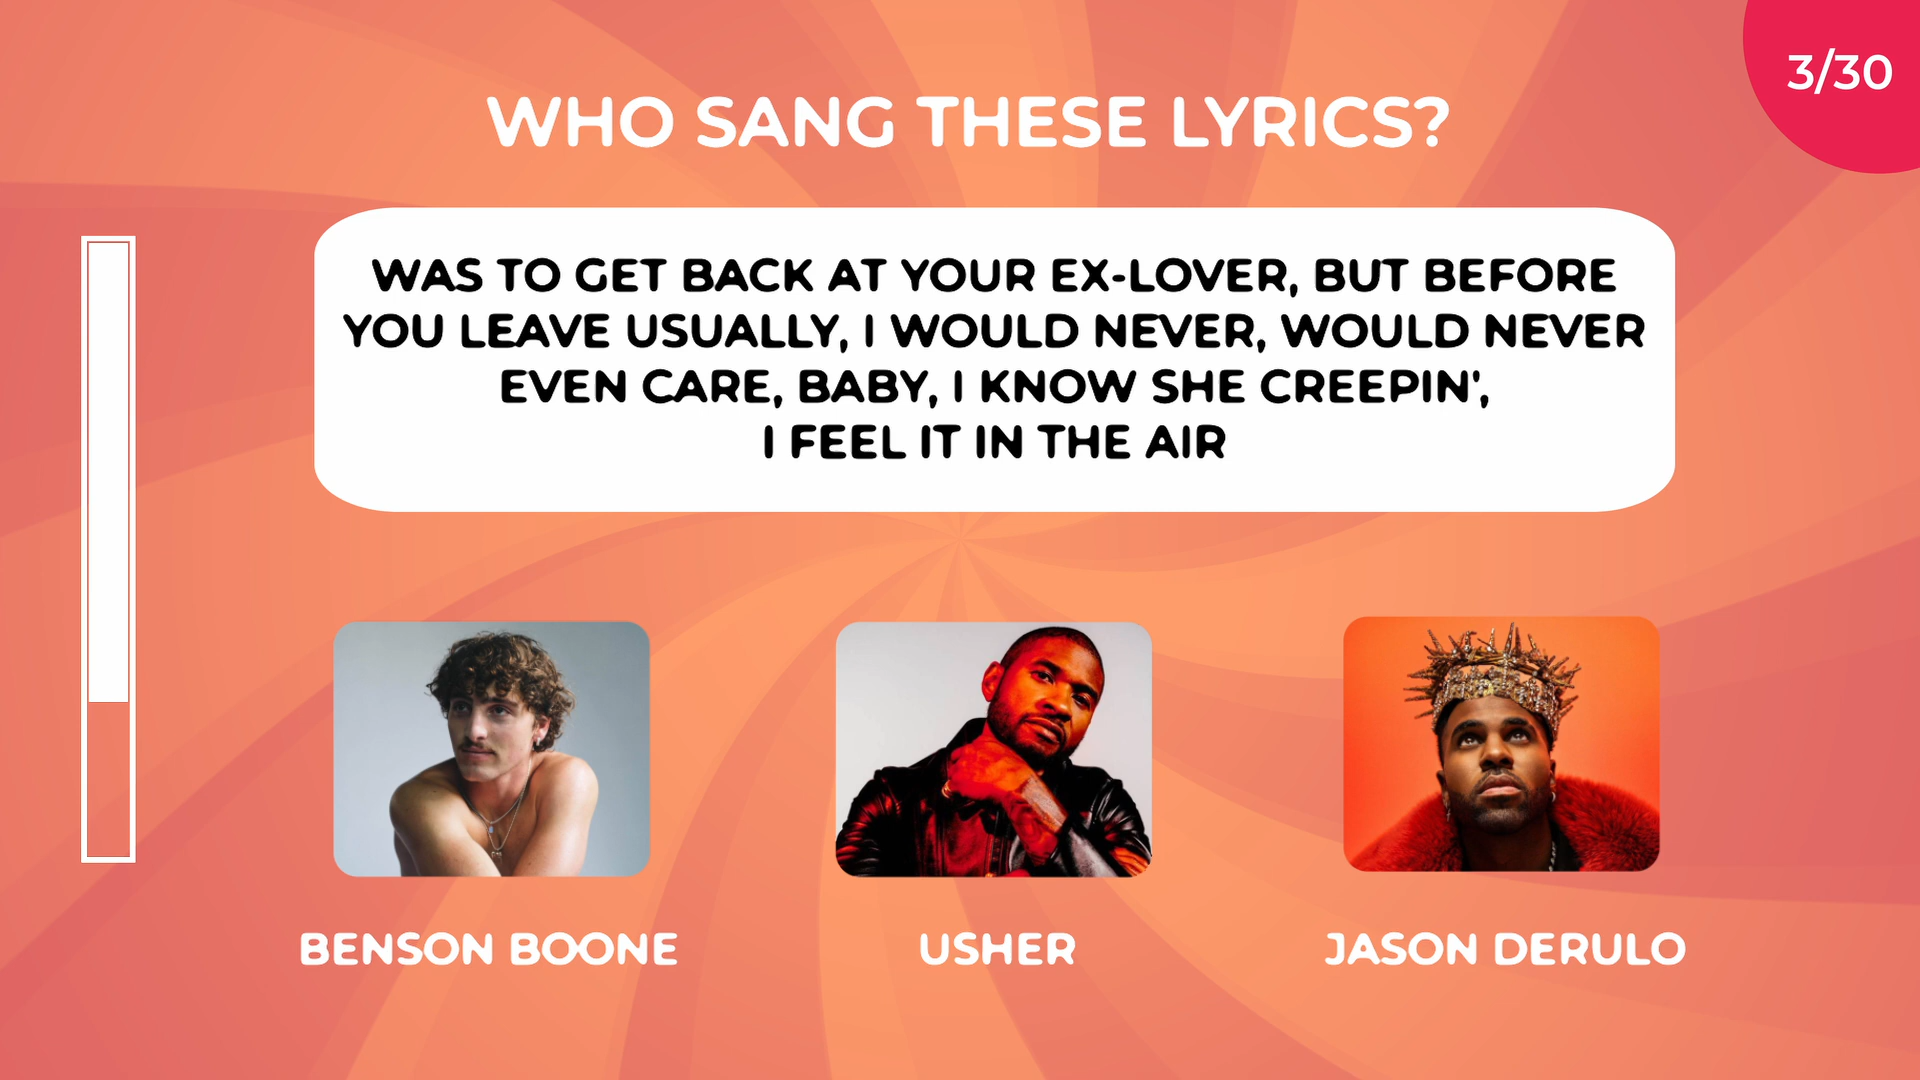 3/30
WHO SANG THESE LYRICS?
WAS TO GET BACK AT YOUR EX-LOVER, BUT BEFORE
YOU LEAVE USUALLY, I WOULD NEVER, WOULD NEVER
EVEN CARE, BABY, I KNOW SHE CREEPIN',
I FEEL IT IN THE AIR
BENSON BOONE
USHER
JASON DERULO